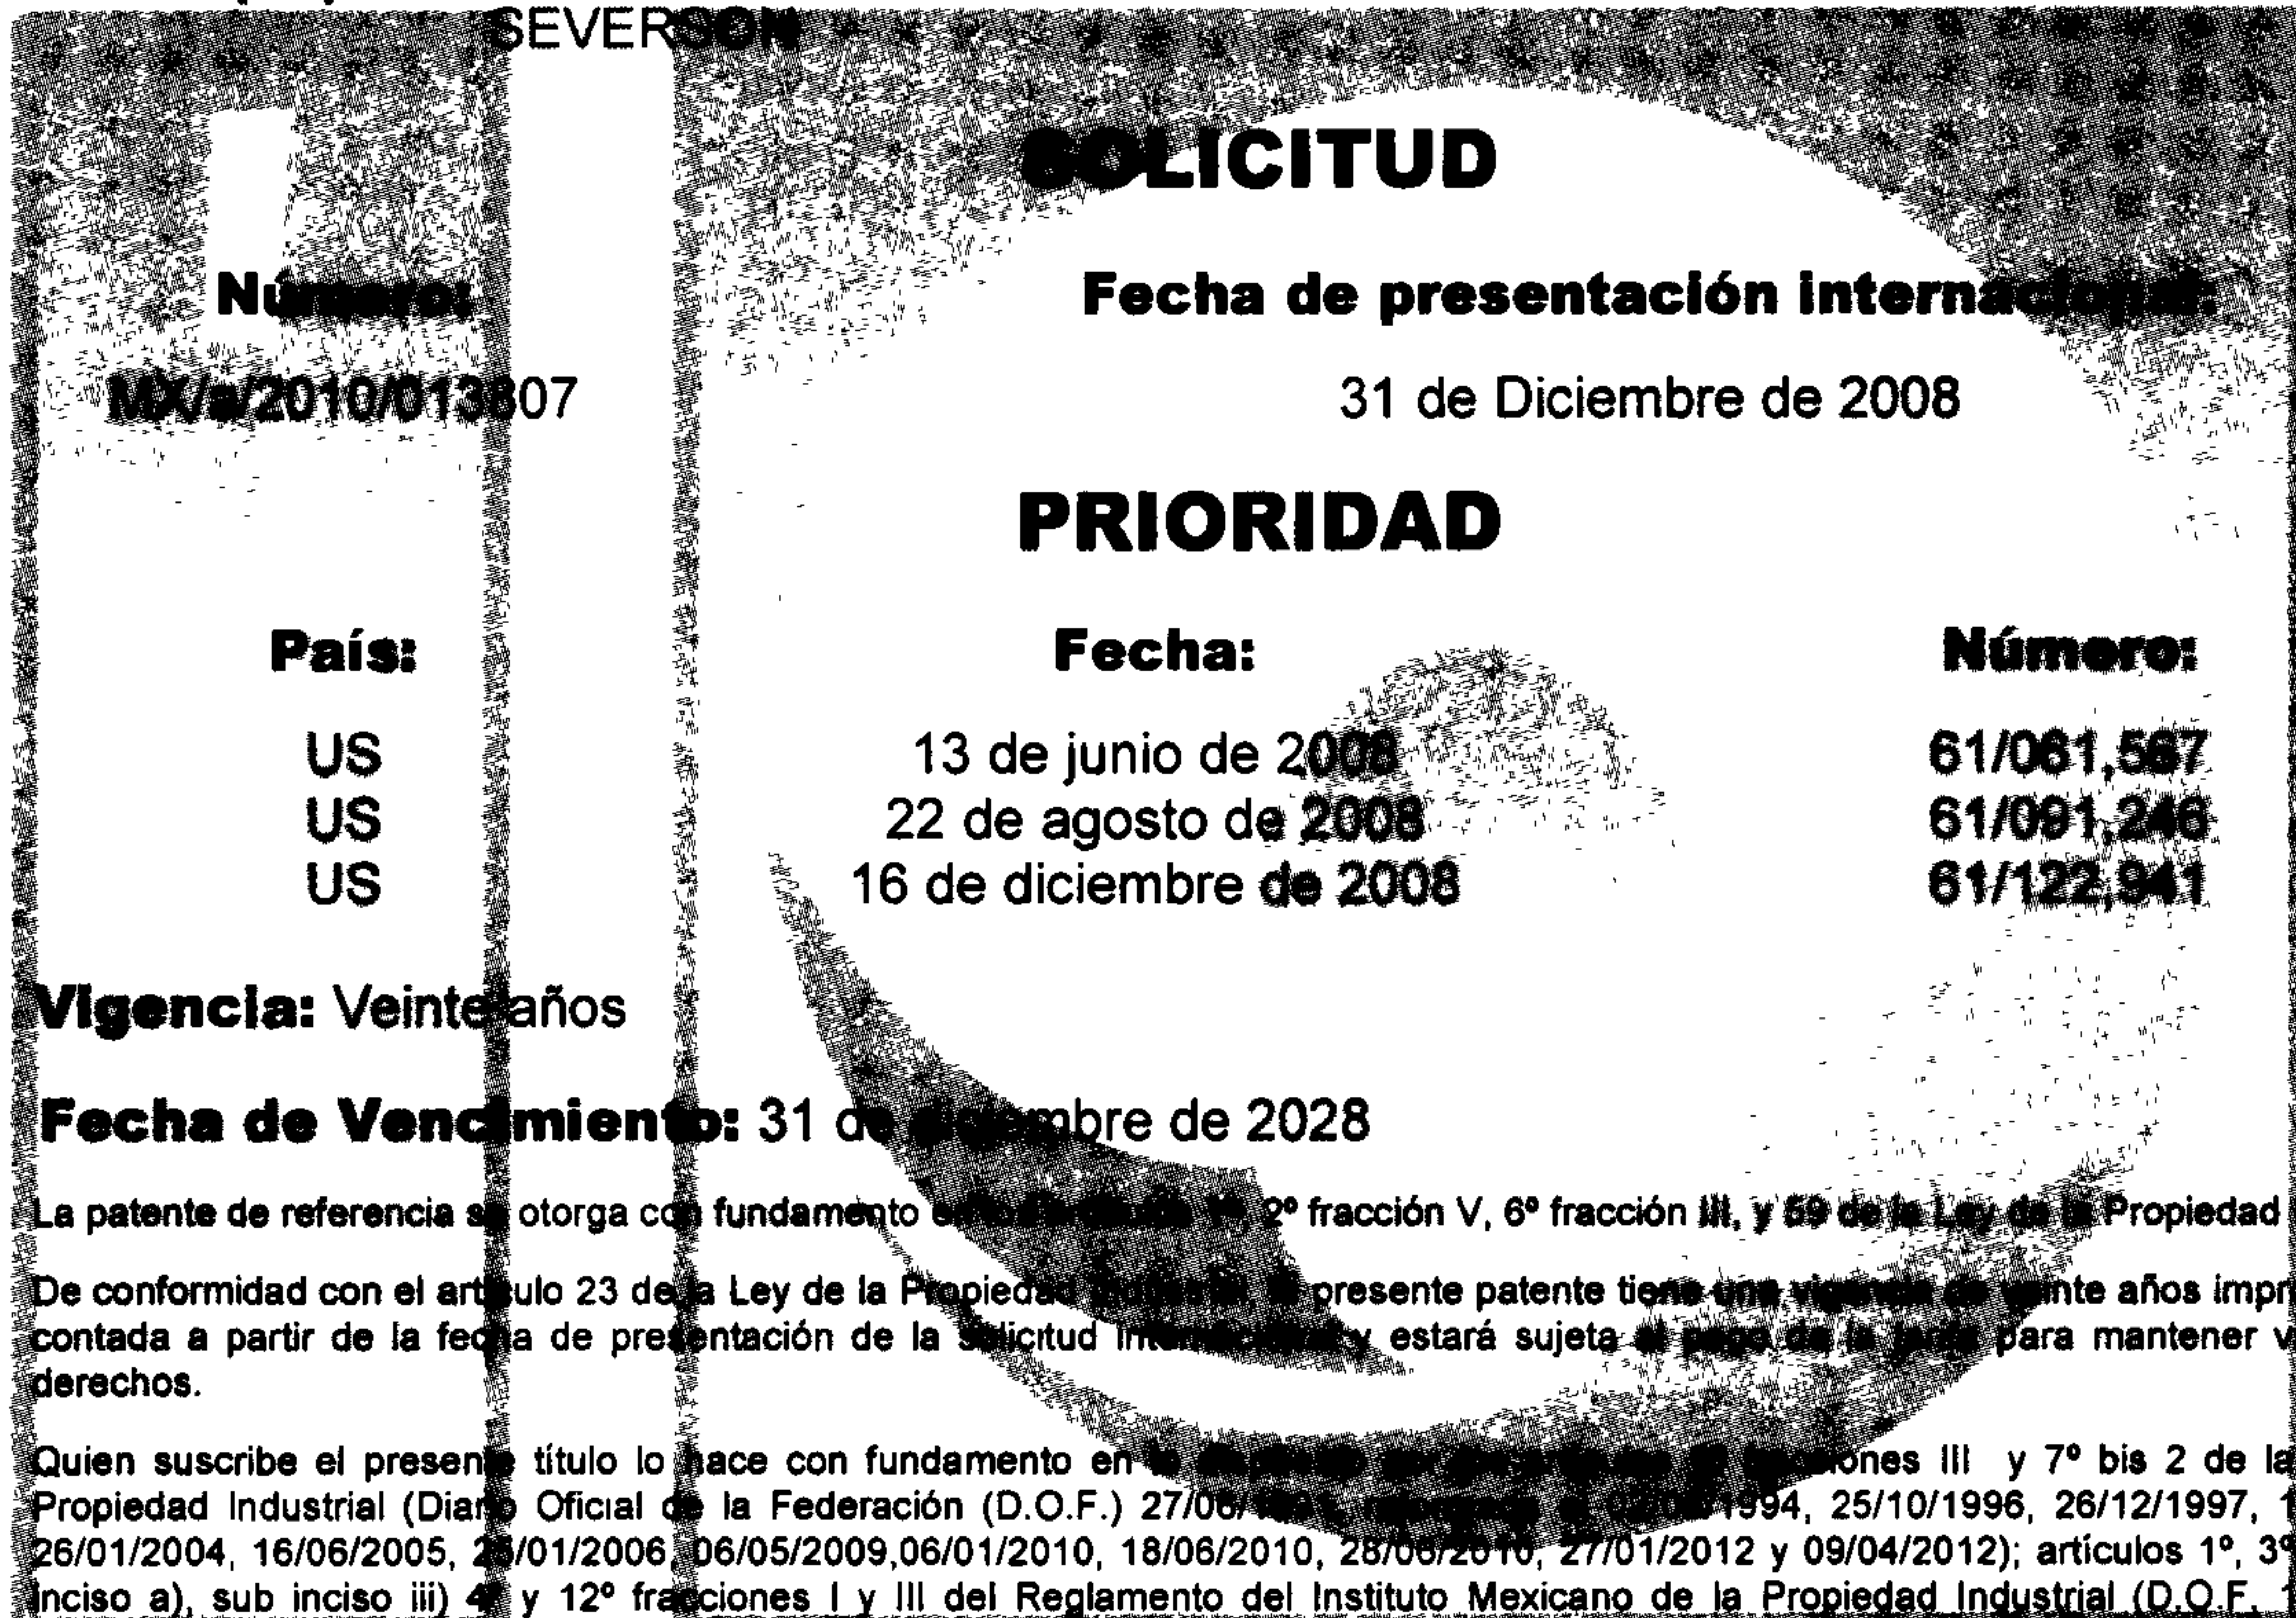 SEVERSON
SOLICITUD
Número: Fecha de presentación internacional:
MX/a/2010/013807 31 de Diciembre de 2008
PRIORIDAD
País: Fecha: Número:
US 13 de junio de 2008 61/061,567
US 22 de agosto de 2008 61/091,246
US 16 de diciembre de 2008 61/122,941
Vigencia: Veinte años
Fecha de Vencimiento: 31 de diciembre de 2028
La patente de referencia se otorga con fundamento en los artículos 1º, 2º fracción V, 6º fracción III, y 59 de la Ley de la Propiedad
De conformidad con el artículo 23 de la Ley de la Propiedad Industrial, la presente patente tiene una vigencia de veinte años impr
contada a partir de la fecha de presentación de la solicitud internacional y estará sujeta al pago de la tarifa para mantener v
derechos.
Quien suscribe el presente título lo hace con fundamento en lo dispuesto por fracciones III y 7º bis 2 de la
Propiedad Industrial (Diario Oficial de la Federación (D.O.F.) 27/06/1991, 1994, 25/10/1996, 26/12/1997, 1
26/01/2004, 16/06/2005, 25/01/2006, 06/05/2009,06/01/2010, 18/06/2010, 28/06/2010, 27/01/2012 y 09/04/2012); artículos 1º, 3º
inciso a), sub inciso iii) 4º y 12º fracciones I y III del Reglamento del Instituto Mexicano de la Propiedad Industrial (D.O.F. 1